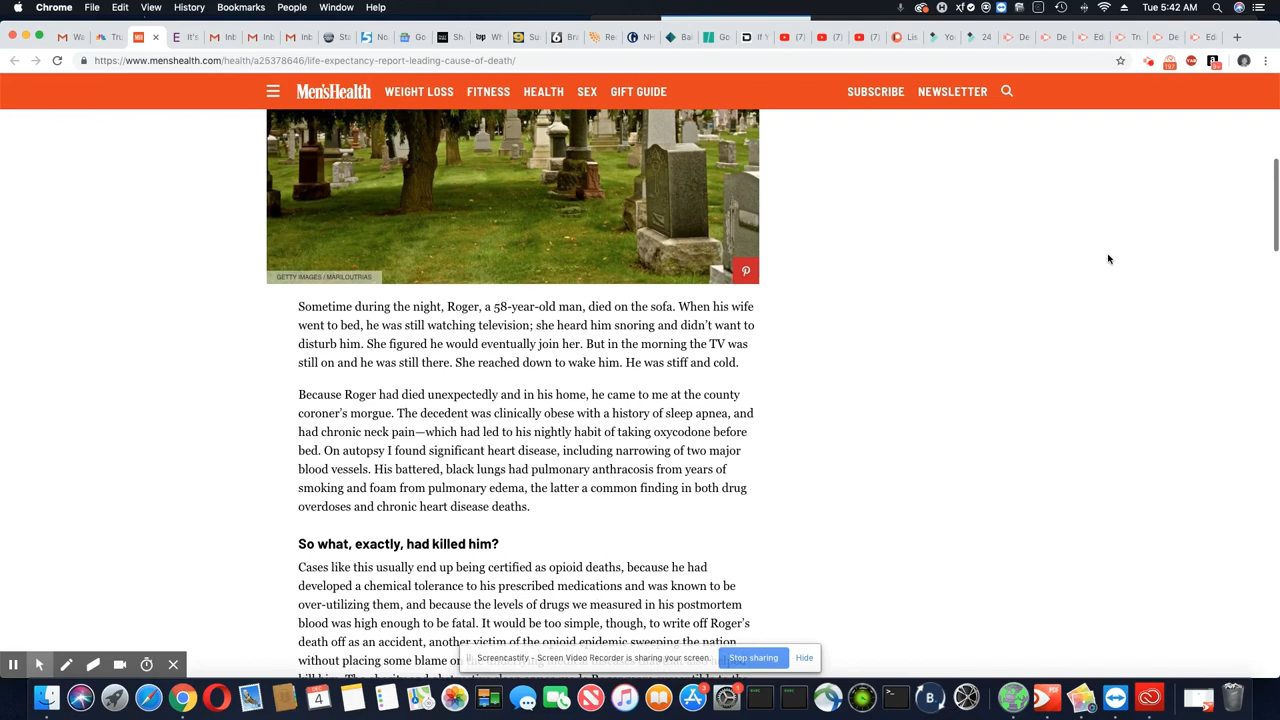 Chrome File Edit View History Bookmarks People Window Help
Tue 5:42 AM
https://www.menshealth.com/health/a25378646/life-expectancy-report-leading-cause-of-death/
Men'sHealth WEIGHT LOSS FITNESS HEALTH SEX GIFT GUIDE SUBSCRIBE NEWSLETTER
GETTY IMAGES / MARILOUTRIAS
Sometime during the night, Roger, a 58-year-old man, died on the sofa. When his wife
went to bed, he was still watching television; she heard him snoring and didn't want to
disturb him. She figured he would eventually join her. But in the morning the TV was
still on and he was still there. She reached down to wake him. He was stiff and cold.
Because Roger had died unexpectedly and in his home, he came to me at the county
coroner's morgue. The decedent was clinically obese with a history of sleep apnea, and
had chronic neck pain—which had led to his nightly habit of taking oxycodone before
bed. On autopsy I found significant heart disease, including narrowing of two major
blood vessels. His battered, black lungs had pulmonary anthracosis from years of
smoking and foam from pulmonary edema, the latter a common finding in both drug
overdoses and chronic heart disease deaths.
So what, exactly, had killed him?
Cases like this usually end up being certified as opioid deaths, because he had
developed a chemical tolerance to his prescribed medications and was known to be
over-utilizing them, and because the levels of drugs we measured in his postmortem
blood was high enough to be fatal. It would be too simple, though, to write off Roger's
death off as an accident, another victim of the opioid epidemic sweeping the nation
without placing some blame on
Screencastify - Screen Video Recorder is sharing your screen. Stop sharing Hide